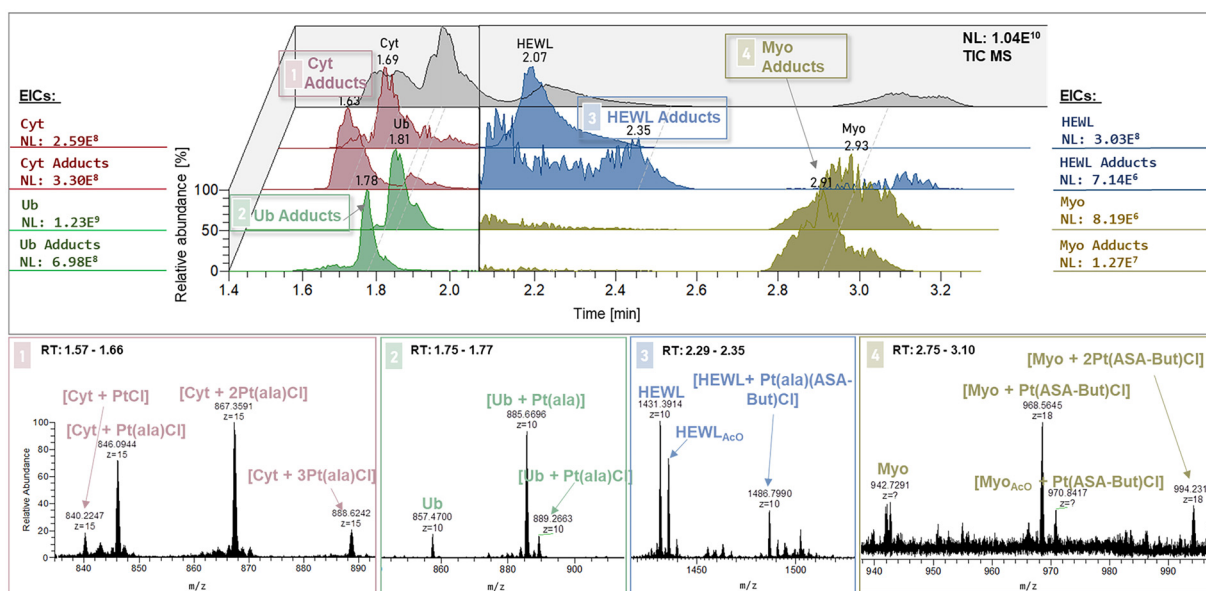 NL: 1.04E¹⁰
TIC MS
EICs:
Cyt
NL: 2.59E⁸
Cyt Adducts
NL: 3.30E⁸
Ub
NL: 1.23E⁹
Ub Adducts
NL: 6.98E⁸
EICs:
HEWL
NL: 3.03E⁸
HEWL Adducts
NL: 7.14E⁶
Myo
NL: 8.19E⁶
Myo Adducts
NL: 1.27E⁷
1 Cyt
Adducts
Cyt
1.69
1.63
Ub
1.81
1.78
2 Ub Adducts
HEWL
2.07
3 HEWL Adducts
2.35
4 Myo
Adducts
Myo
2.93
2.91
Relative abundance [%]
100
50
0
1.4 1.6 1.8 2.0 2.2 2.4 2.6 2.8 3.0 3.2
Time [min]
1 RT: 1.57 - 1.66
[Cyt + PtCl]
840.2247
z=15
[Cyt + Pt(ala)Cl]
846.0944
z=15
[Cyt + 2Pt(ala)Cl]
867.3591
z=15
[Cyt + 3Pt(ala)Cl]
888.6242
z=15
Relative Abundance
100
80
60
40
20
0
840 850 860 870 880 890
m/z
2 RT: 1.75 - 1.77
[Ub + Pt(ala)]
885.6696
z=10
[Ub + Pt(ala)Cl]
889.2663
z=10
Ub
857.4700
z=10
860 880 900
m/z
3 RT: 2.29 - 2.35
HEWL
1431.3914
z=10
HEWLAcO
[HEWL+ Pt(ala)(ASA-
But)Cl]
1486.7990
z=10
1450 1500
m/z
4 RT: 2.75 - 3.10
[Myo + 2Pt(ASA-But)Cl]
[Myo + Pt(ASA-But)Cl]
968.5645
z=18
Myo
942.7291
z=?
[MyoAcO + Pt(ASA-But)Cl]
970.8417
z=?
994.231
z=18
940 950 960 970 980 990
m/z